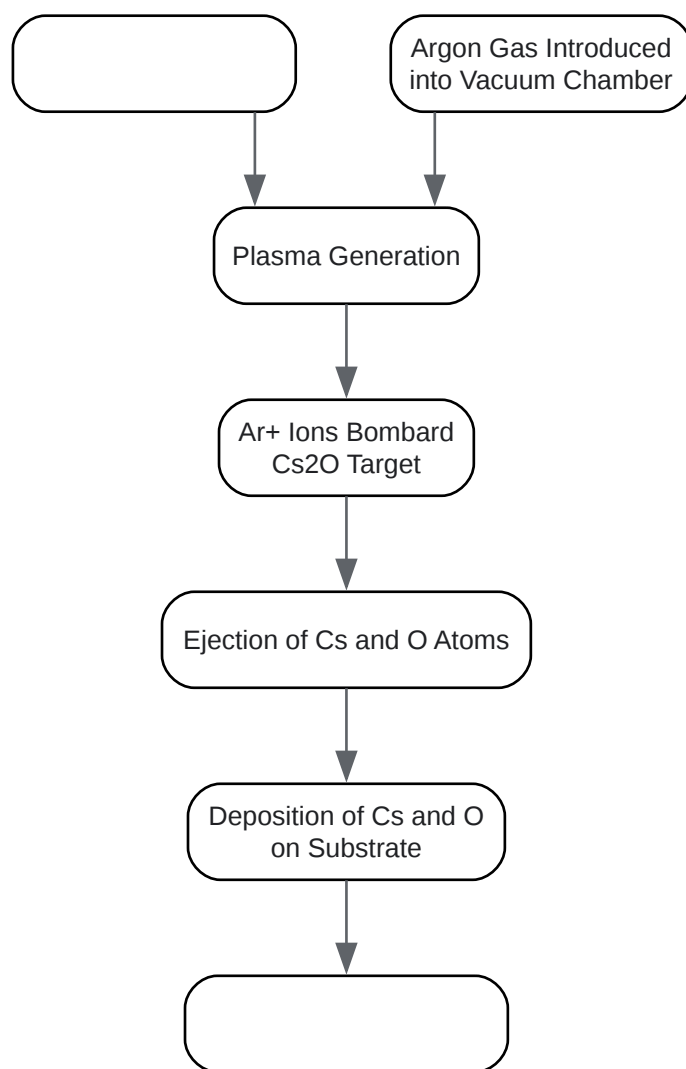 Argon Gas Introduced
into Vacuum Chamber
Plasma Generation
Ar+ Ions Bombard
Cs2O Target
Ejection of Cs and O Atoms
Deposition of Cs and O
on Substrate